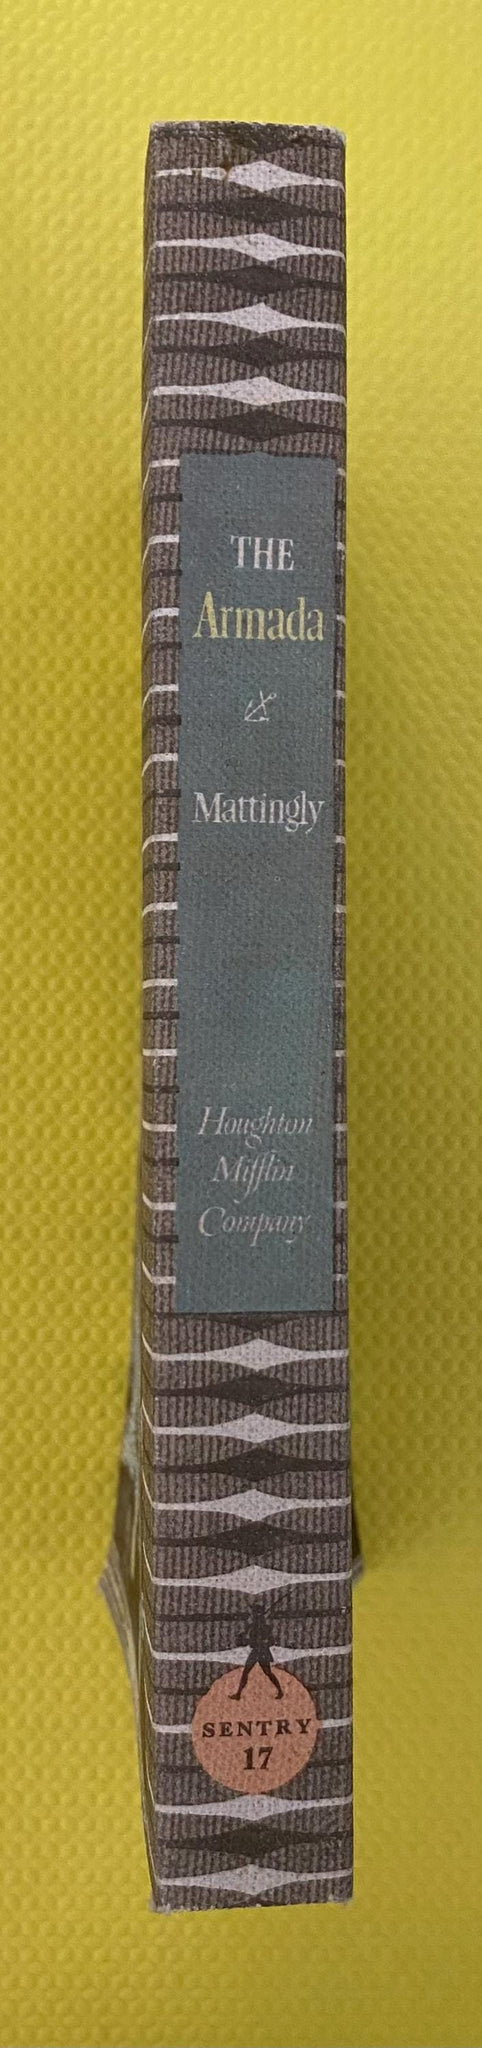 THE
Armada
Mattingly
Houghton
Mifflin
Company
SENTRY
17